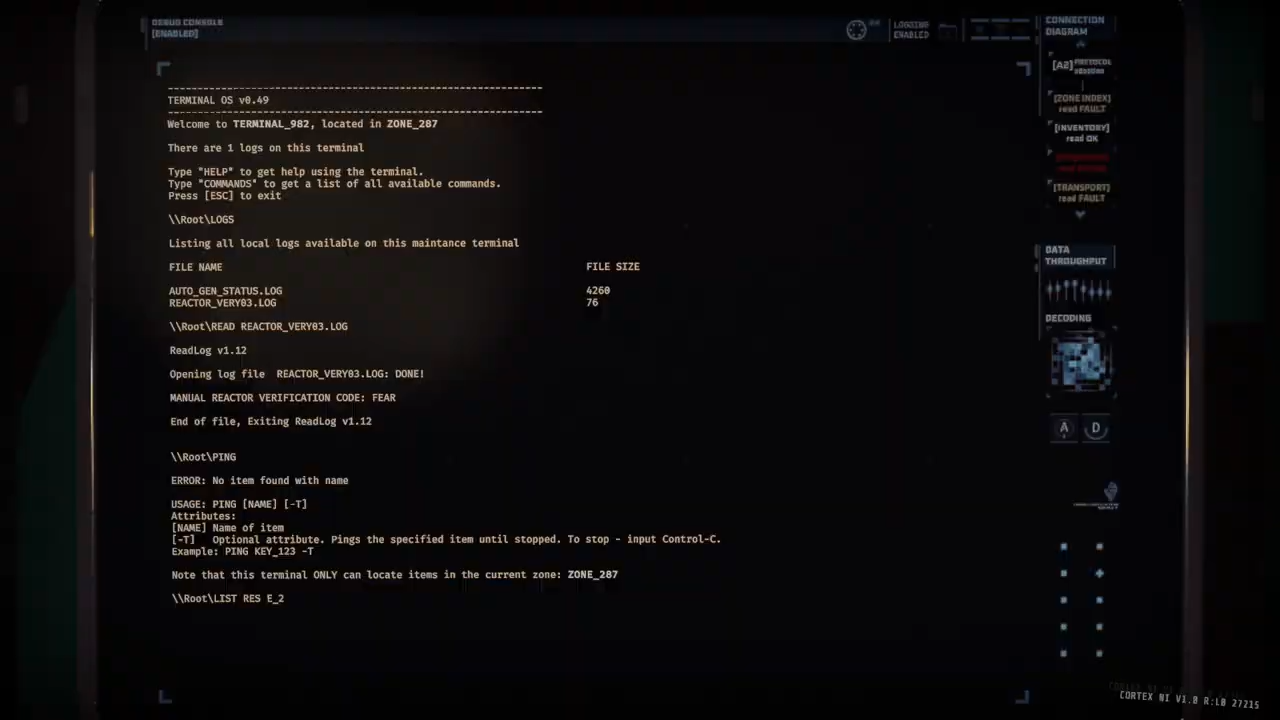 DEBUG CONSOLE
[ENABLED]
LOGGING
ENABLED
CONNECTION
DIAGRAM
[A2] PROTOCOL
[ZONE INDEX]
read FAULT
[INVENTORY]
read OK
[TRANSPORT]
read FAULT
DATA
THROUGHPUT
DECODING
A D
--------------------------------------------------------------
TERMINAL OS v0.49
--------------------------------------------------------------
Welcome to TERMINAL_982, located in ZONE_287
There are 1 logs on this terminal
Type "HELP" to get help using the terminal.
Type "COMMANDS" to get a list of all available commands.
Press [ESC] to exit
\\Root\LOGS
Listing all local logs available on this maintance terminal
FILE NAME FILE SIZE
AUTO_GEN_STATUS.LOG 4260
REACTOR_VERY03.LOG 76
\\Root\READ REACTOR_VERY03.LOG
ReadLog v1.12
Opening log file  REACTOR_VERY03.LOG: DONE!
MANUAL REACTOR VERIFICATION CODE: FEAR
End of file, Exiting ReadLog v1.12
\\Root\PING
ERROR: No item found with name
USAGE: PING [NAME] [-T]
Attributes:
[NAME] Name of item
[-T]   Optional attribute. Pings the specified item until stopped. To stop - input Control-C.
Example: PING KEY_123 -T
Note that this terminal ONLY can locate items in the current zone: ZONE_287
\\Root\LIST RES E_2
CORTEX NI V1.0 R:L0 27215